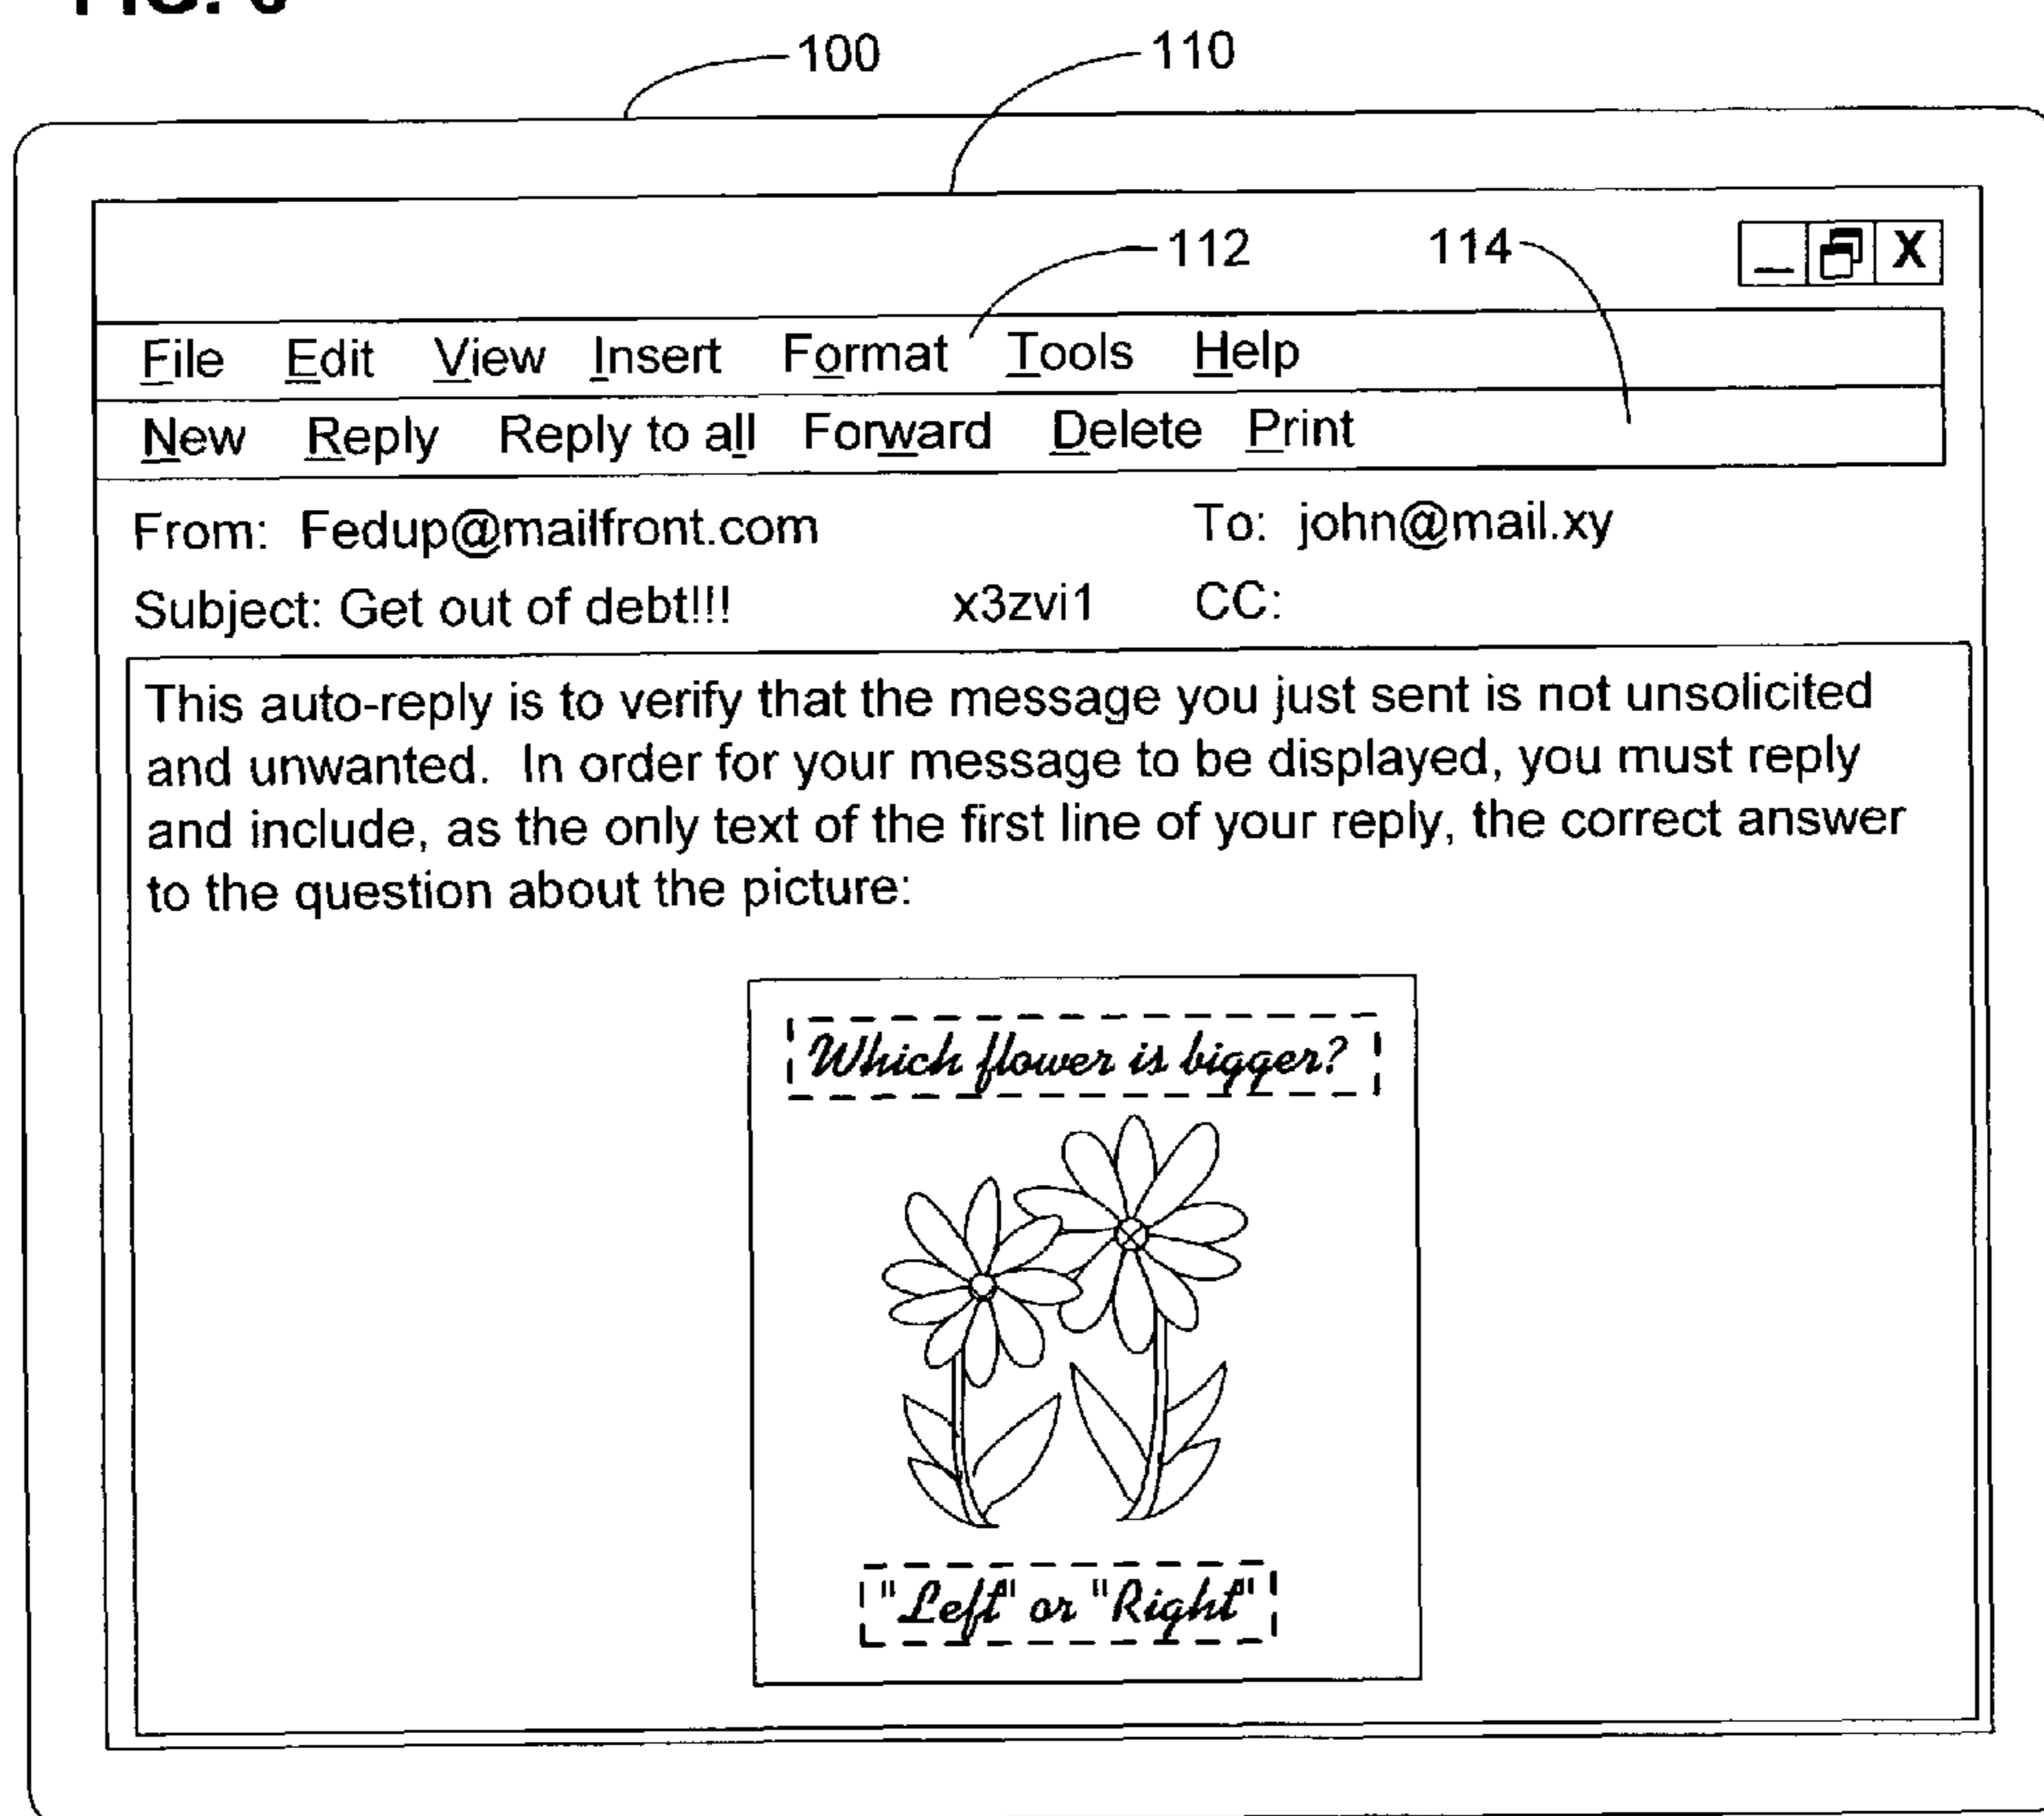 100
110
112
114
X
File Edit View Insert Format Tools Help
New Reply Reply to all Forward Delete Print
From: Fedup@mailfront.com To: john@mail.xy
Subject: Get out of debt!!! x3zvi1 CC:
This auto-reply is to verify that the message you just sent is not unsolicited
and unwanted. In order for your message to be displayed, you must reply
and include, as the only text of the first line of your reply, the correct answer
to the question about the picture:
Which flower is bigger?
"Left" or "Right"